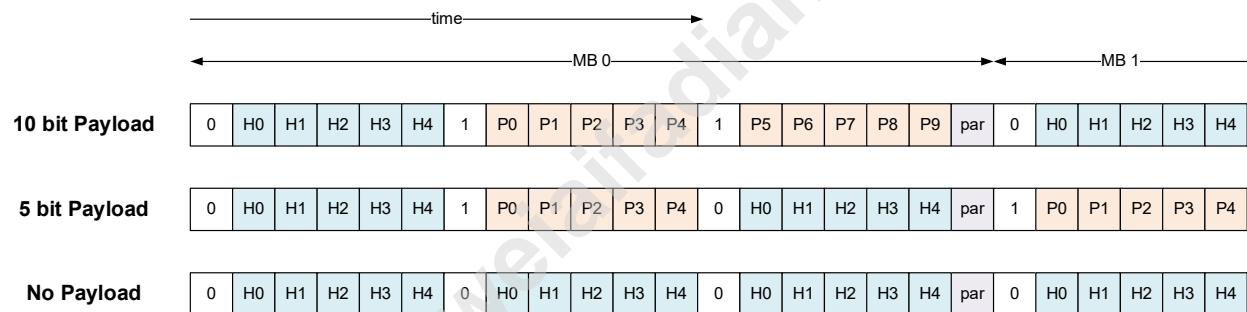 time
MB 0 MB 1
10 bit Payload 0 H0 H1 H2 H3 H4 1 P0 P1 P2 P3 P4 1 P5 P6 P7 P8 P9 par 0 H0 H1 H2 H3 H4
5 bit Payload 0 H0 H1 H2 H3 H4 1 P0 P1 P2 P3 P4 0 H0 H1 H2 H3 H4 par 1 P0 P1 P2 P3 P4
No Payload 0 H0 H1 H2 H3 H4 0 H0 H1 H2 H3 H4 0 H0 H1 H2 H3 H4 par 0 H0 H1 H2 H3 H4
weiaifadian